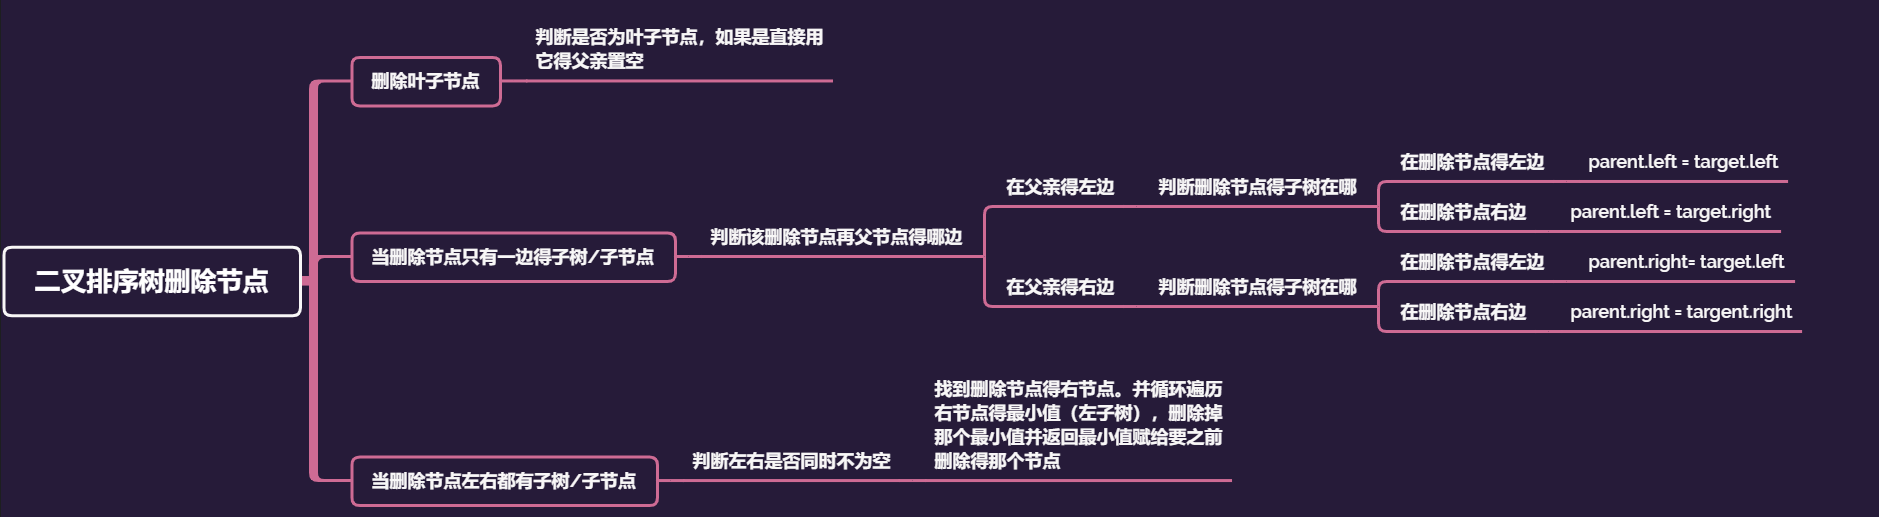 二叉排序树删除节点
删除叶子节点
判断是否为叶子节点，如果是直接用
它得父亲置空
当删除节点只有一边得子树/子节点
判断该删除节点再父节点得哪边
在父亲得左边
判断删除节点得子树在哪
在删除节点得左边
parent.left = target.left
在删除节点右边
parent.left = target.right
在父亲得右边
判断删除节点得子树在哪
在删除节点得左边
parent.right= target.left
在删除节点右边
parent.right = targent.right
当删除节点左右都有子树/子节点
判断左右是否同时不为空
找到删除节点得右节点。并循环遍历
右节点得最小值（左子树），删除掉
那个最小值并返回最小值赋给要之前
删除得那个节点